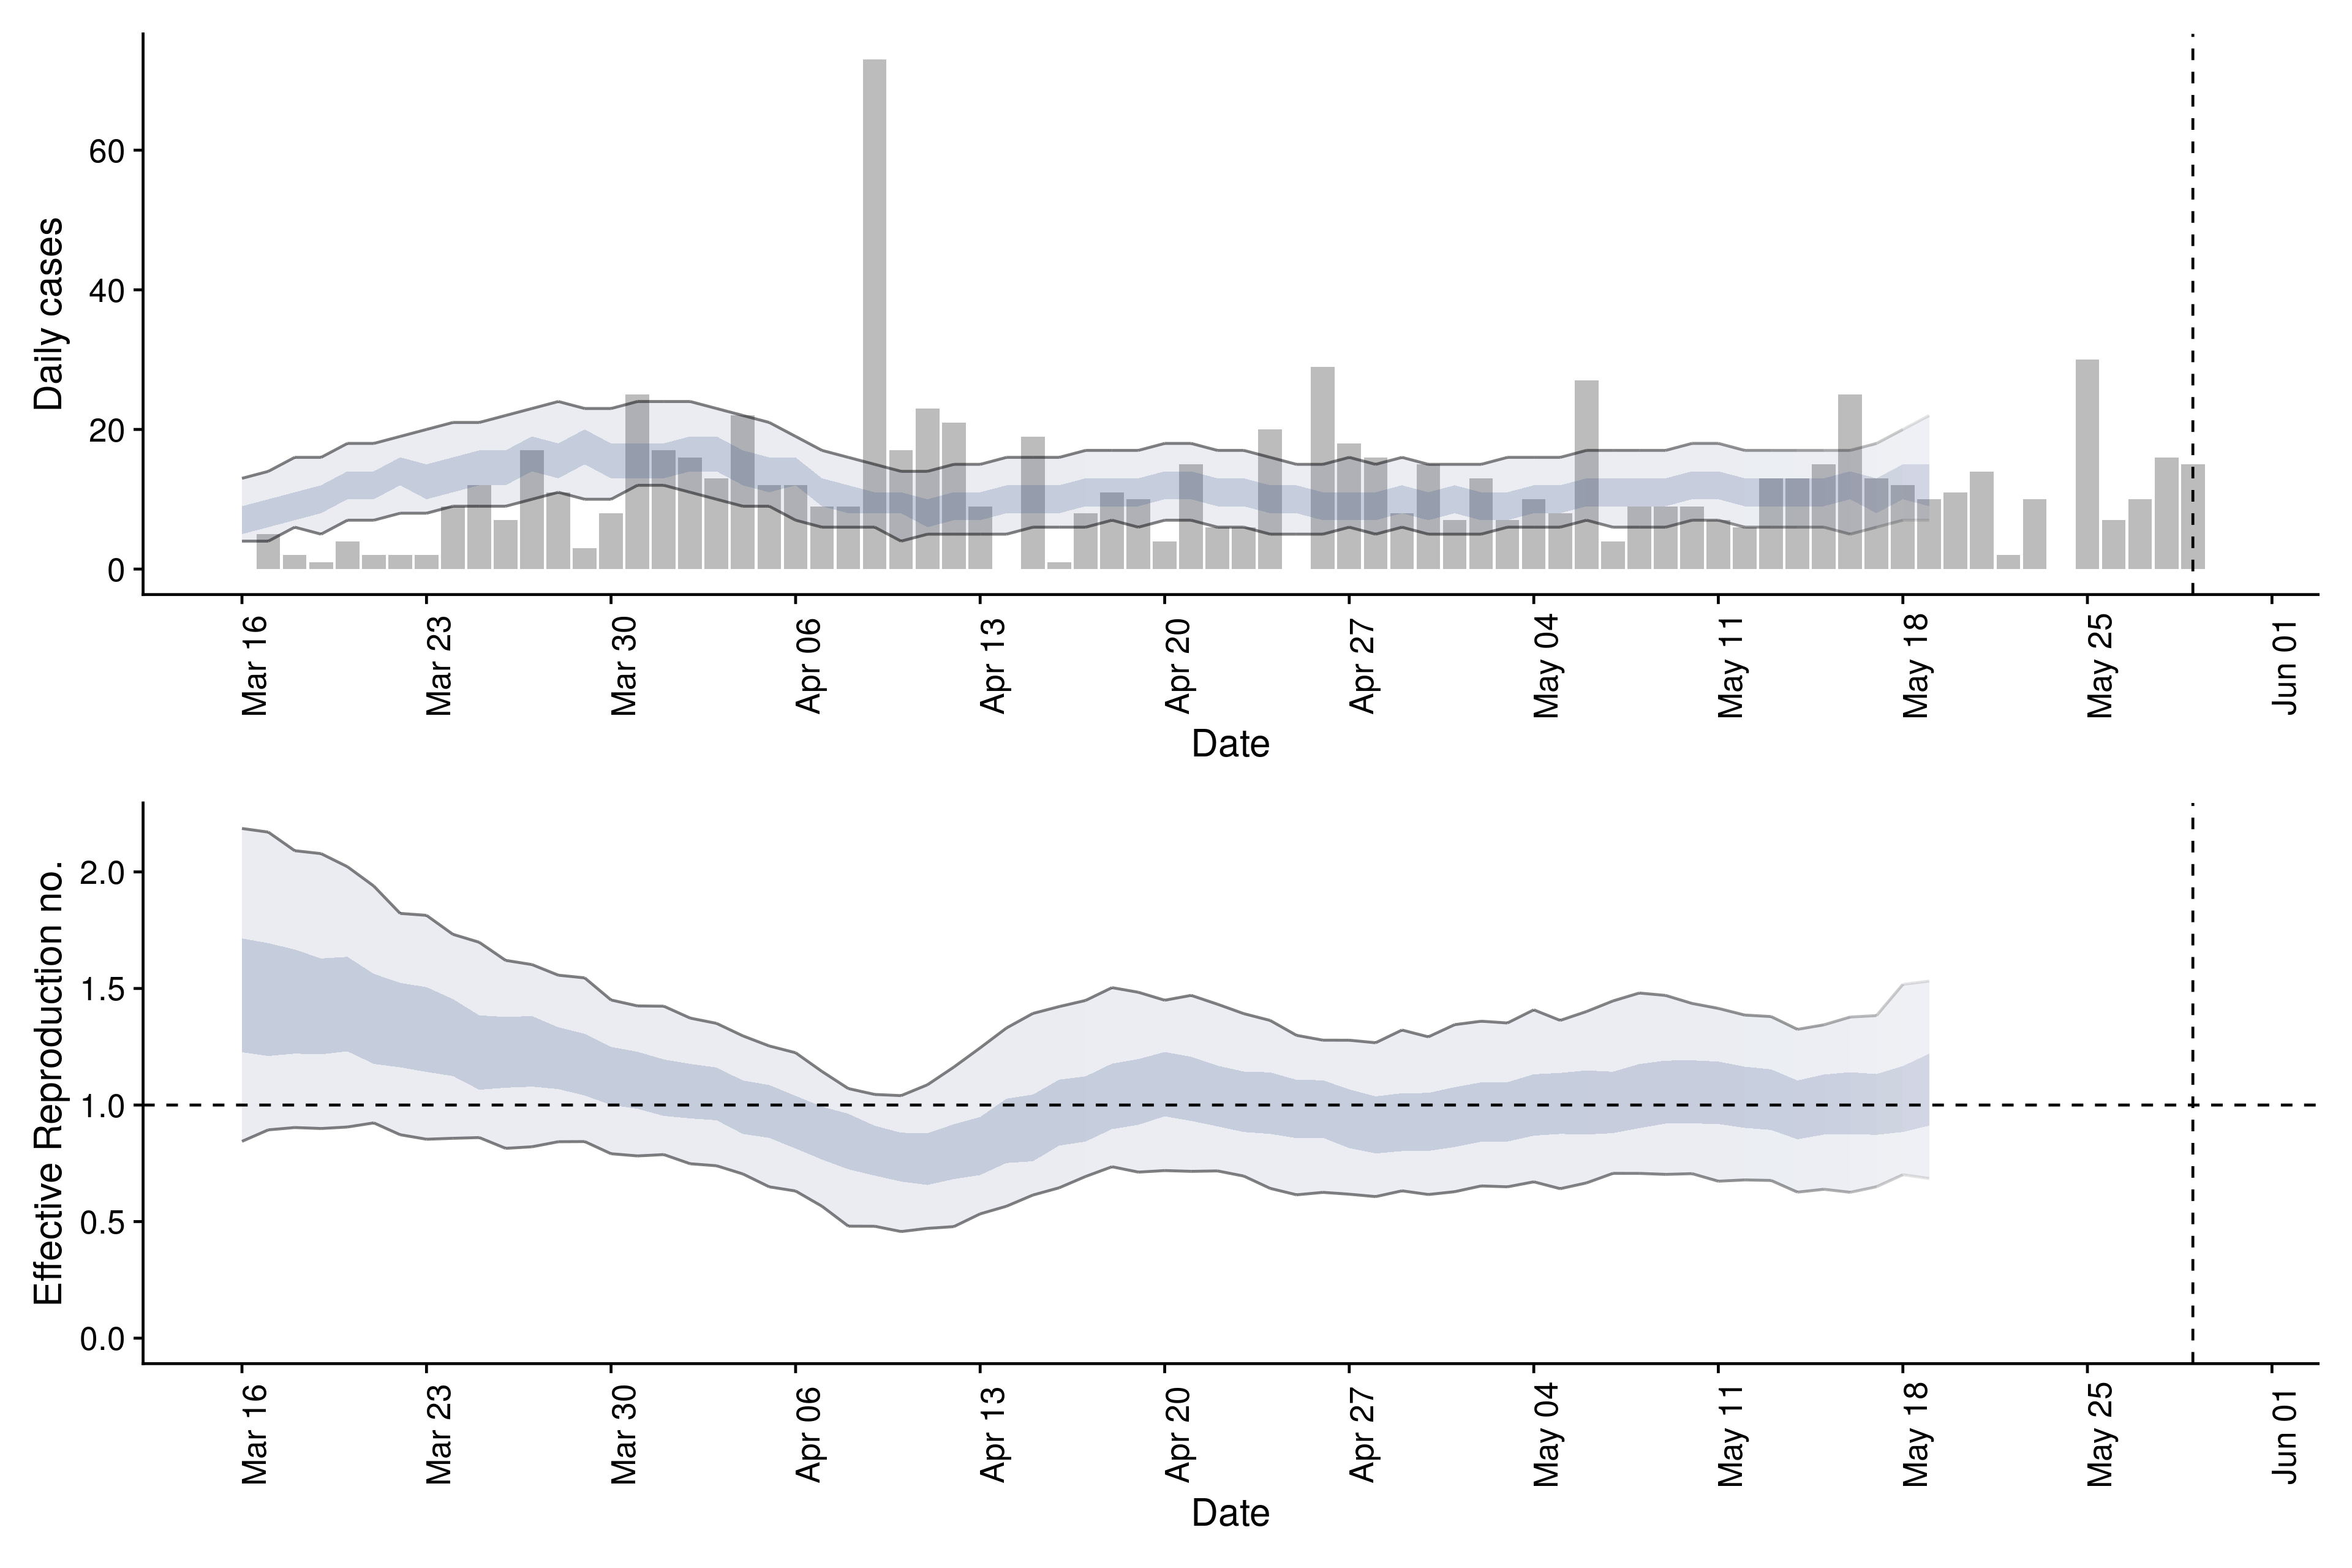 Daily cases
60
40
20
0
Mar 16
Mar 23
Mar 30
Apr 06
Apr 13
Apr 20
Apr 27
May 04
May 11
May 18
May 25
Jun 01
Date
Effective Reproduction no.
2.0
1.5
1.0
0.5
0.0
Mar 16
Mar 23
Mar 30
Apr 06
Apr 13
Apr 20
Apr 27
May 04
May 11
May 18
May 25
Jun 01
Date